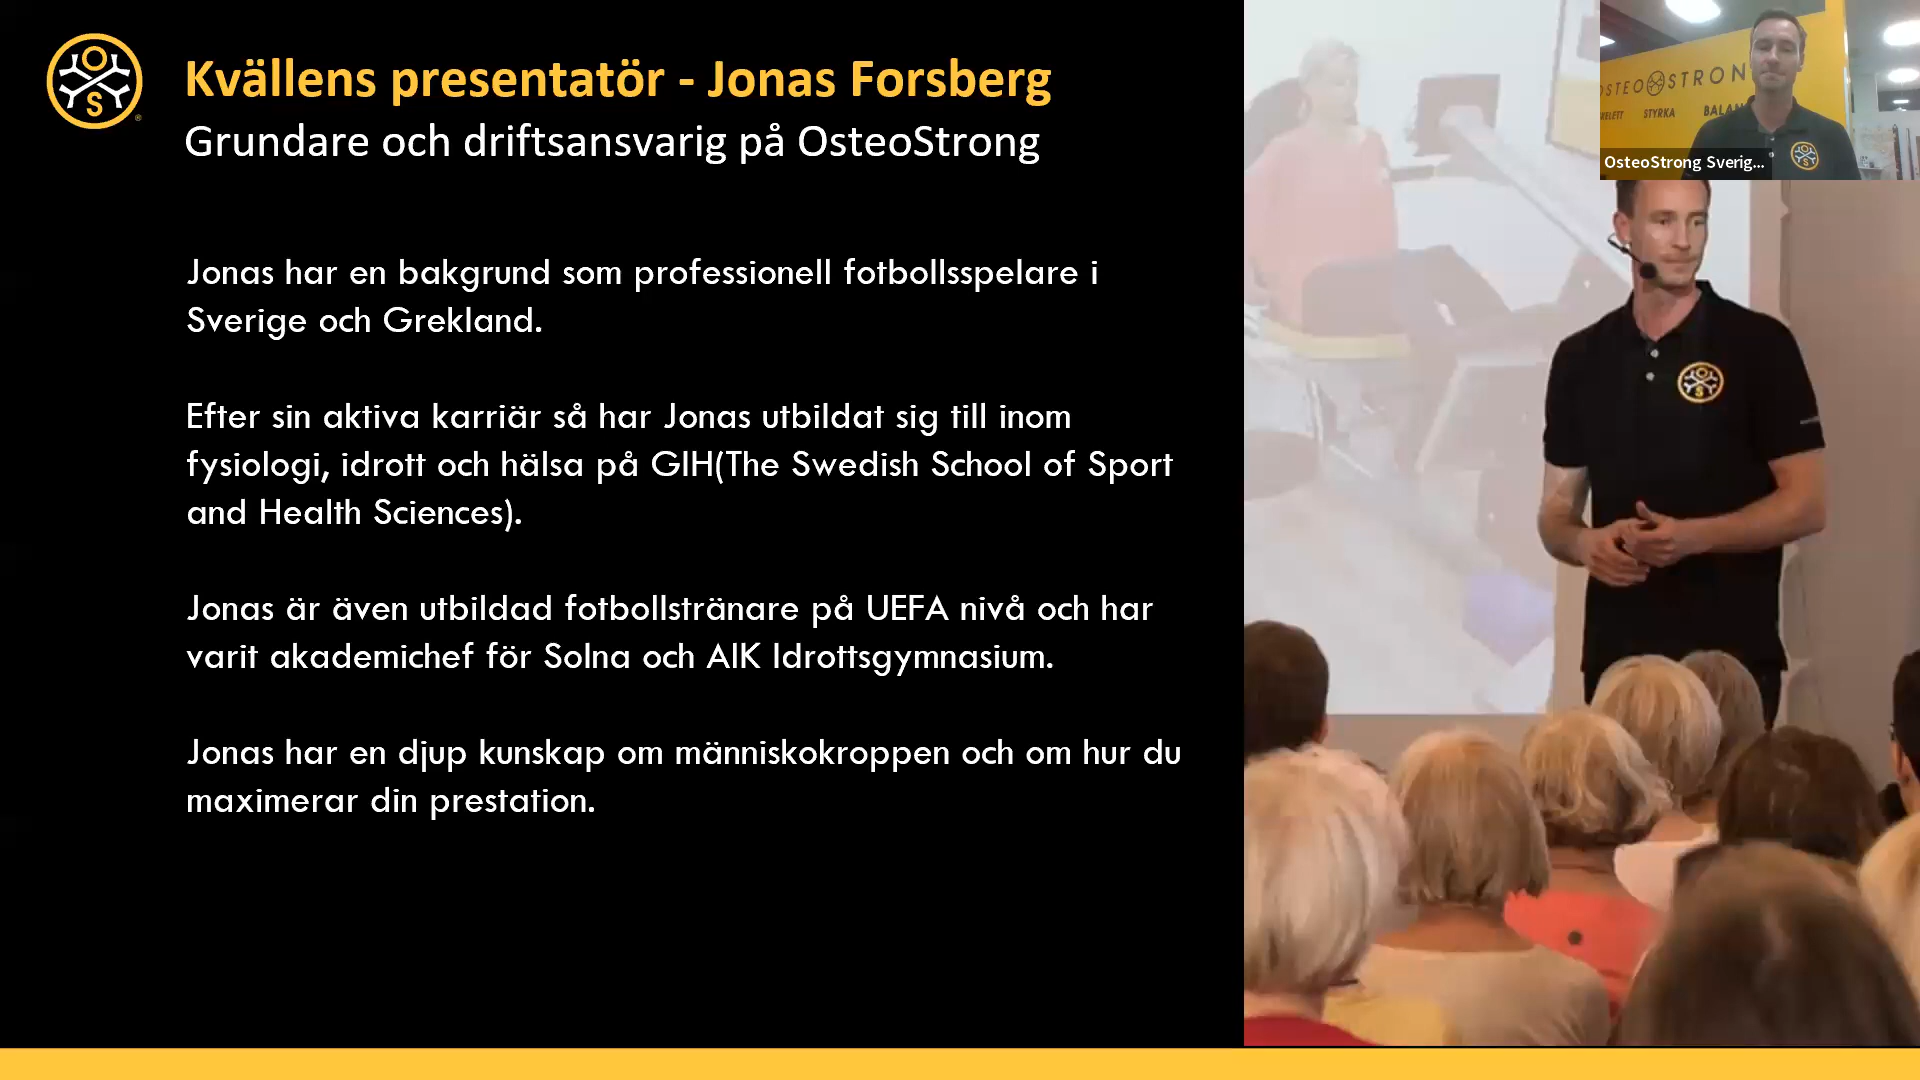 Kvällens presentatör - Jonas Forsberg
Grundare och driftsansvarig på OsteoStrong
Jonas har en bakgrund som professionell fotbollsspelare i
Sverige och Grekland.
Efter sin aktiva karriär så har Jonas utbildat sig till inom
fysiologi, idrott och hälsa på GIH(The Swedish School of Sport
and Health Sciences).
Jonas är även utbildad fotbollstränare på UEFA nivå och har
varit akademichef för Solna och AIK Idrottsgymnasium.
Jonas har en djup kunskap om människokroppen och om hur du
maximerar din prestation.
STYRKA
OsteoStrong Sverig...